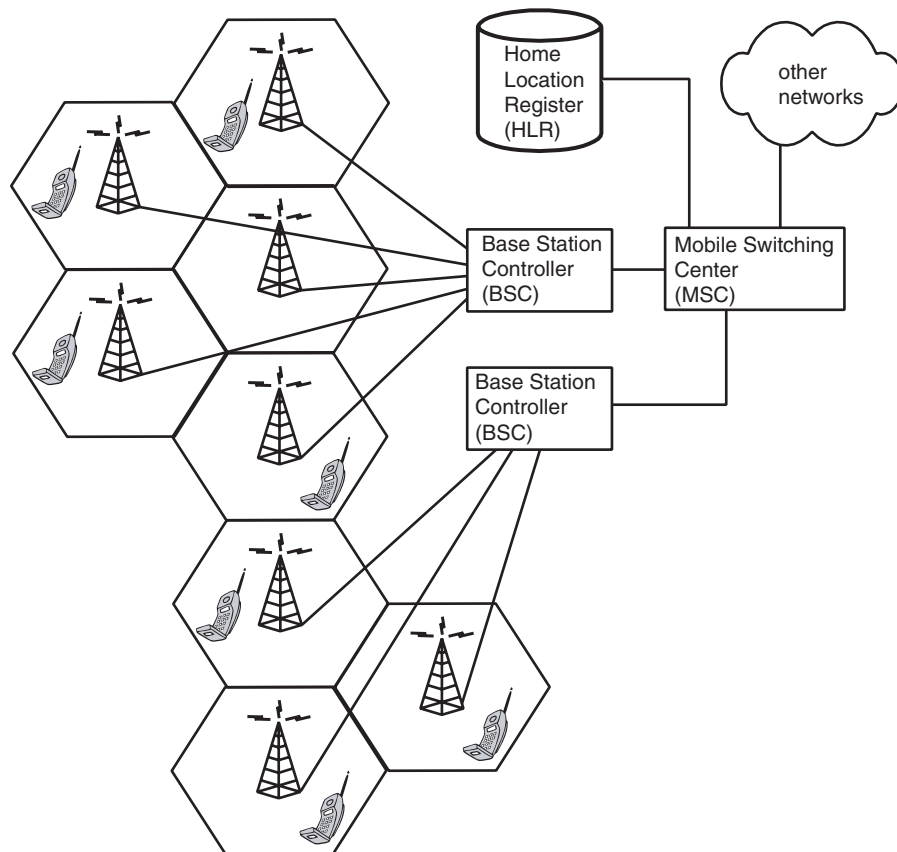 Home
Location
Register
(HLR)
other
networks
Base Station
Controller
(BSC)
Mobile Switching
Center
(MSC)
Base Station
Controller
(BSC)